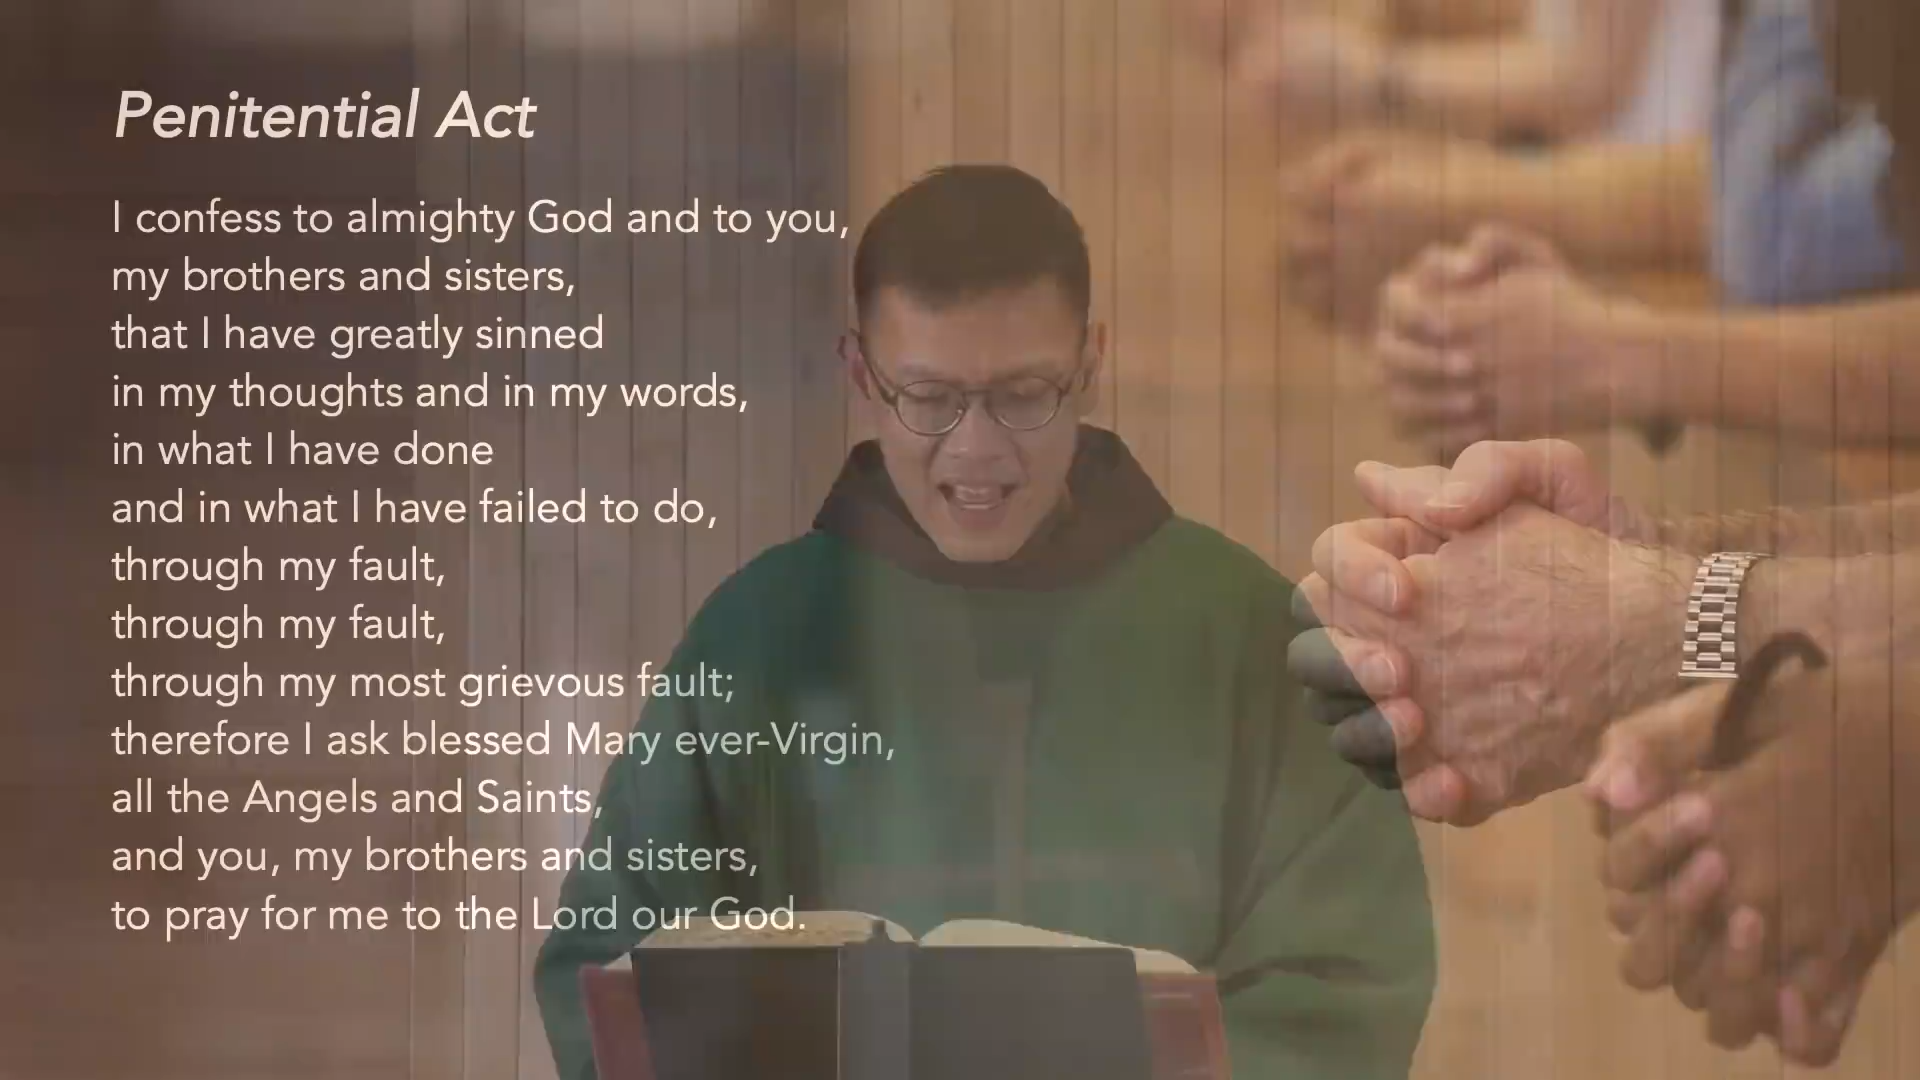 Penitential Act
I confess to almighty God and to you,
my brothers and sisters,
that I have greatly sinned
in my thoughts and in my words,
in what I have done
and in what I have failed to do,
through my fault,
through my fault,
through my most grievous fault;
therefore I ask blessed Mary ever-Virgin,
all the Angels and Saints,
and you, my brothers and sisters,
to pray for me to the Lord our God.